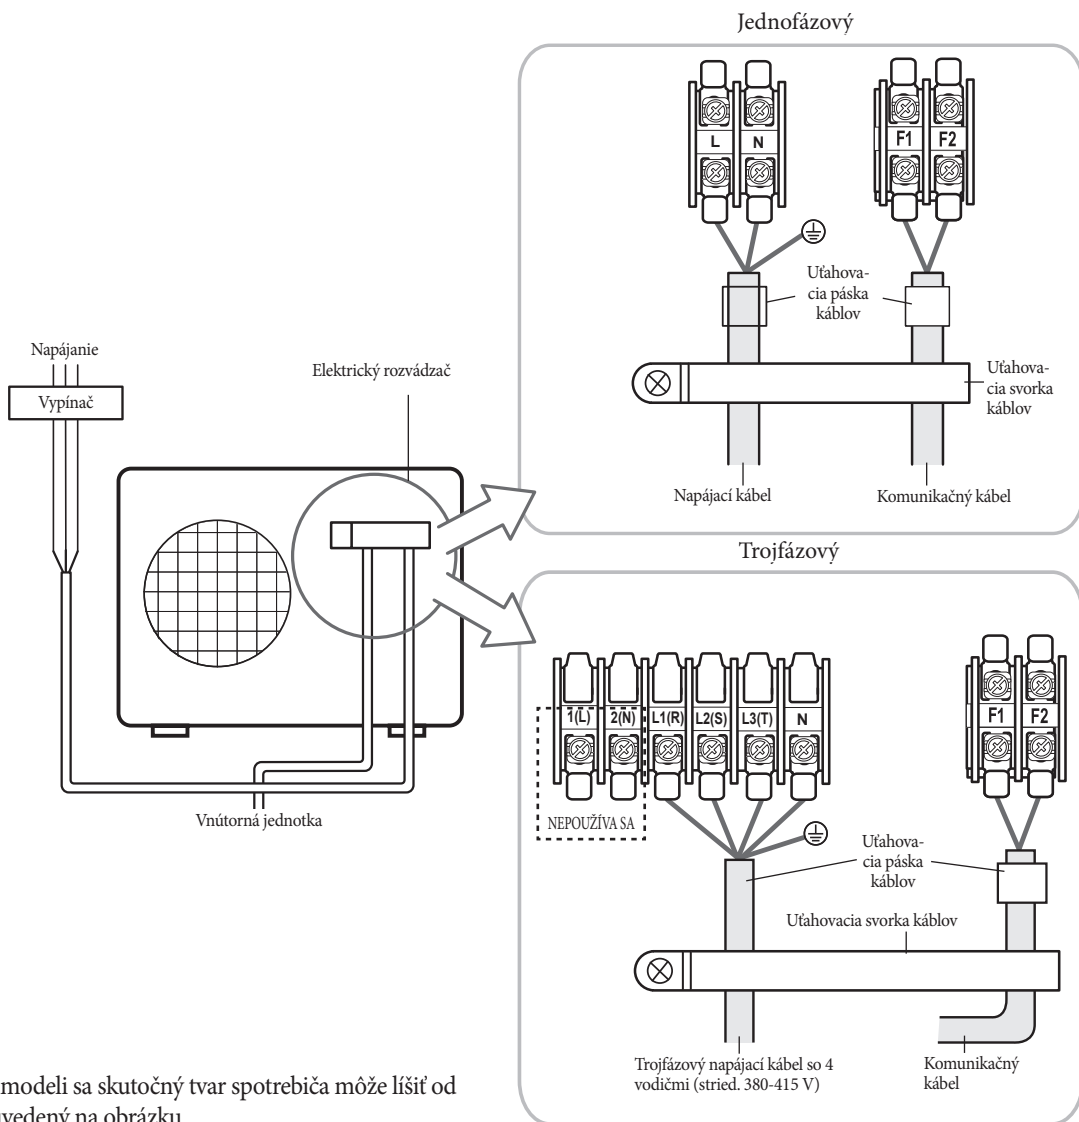 Jednofázový
L
N
F1
F2
Uťahova-
cia páska
káblov
Uťahova-
cia svorka
káblov
Napájací kábel
Komunikačný kábel
Napájanie
Vypínač
Elektrický rozvádzač
Vnútorná jednotka
Trojfázový
1(L)
2(N)
L1(R)
L2(S)
L3(T)
N
F1
F2
NEPOUŽÍVA SA
Uťahova-
cia páska
káblov
Uťahovacia svorka káblov
Trojfázový napájací kábel so 4
vodičmi (stried. 380-415 V)
Komunikačný
kábel
modeli sa skutočný tvar spotrebiča môže líšiť od
na obrázku